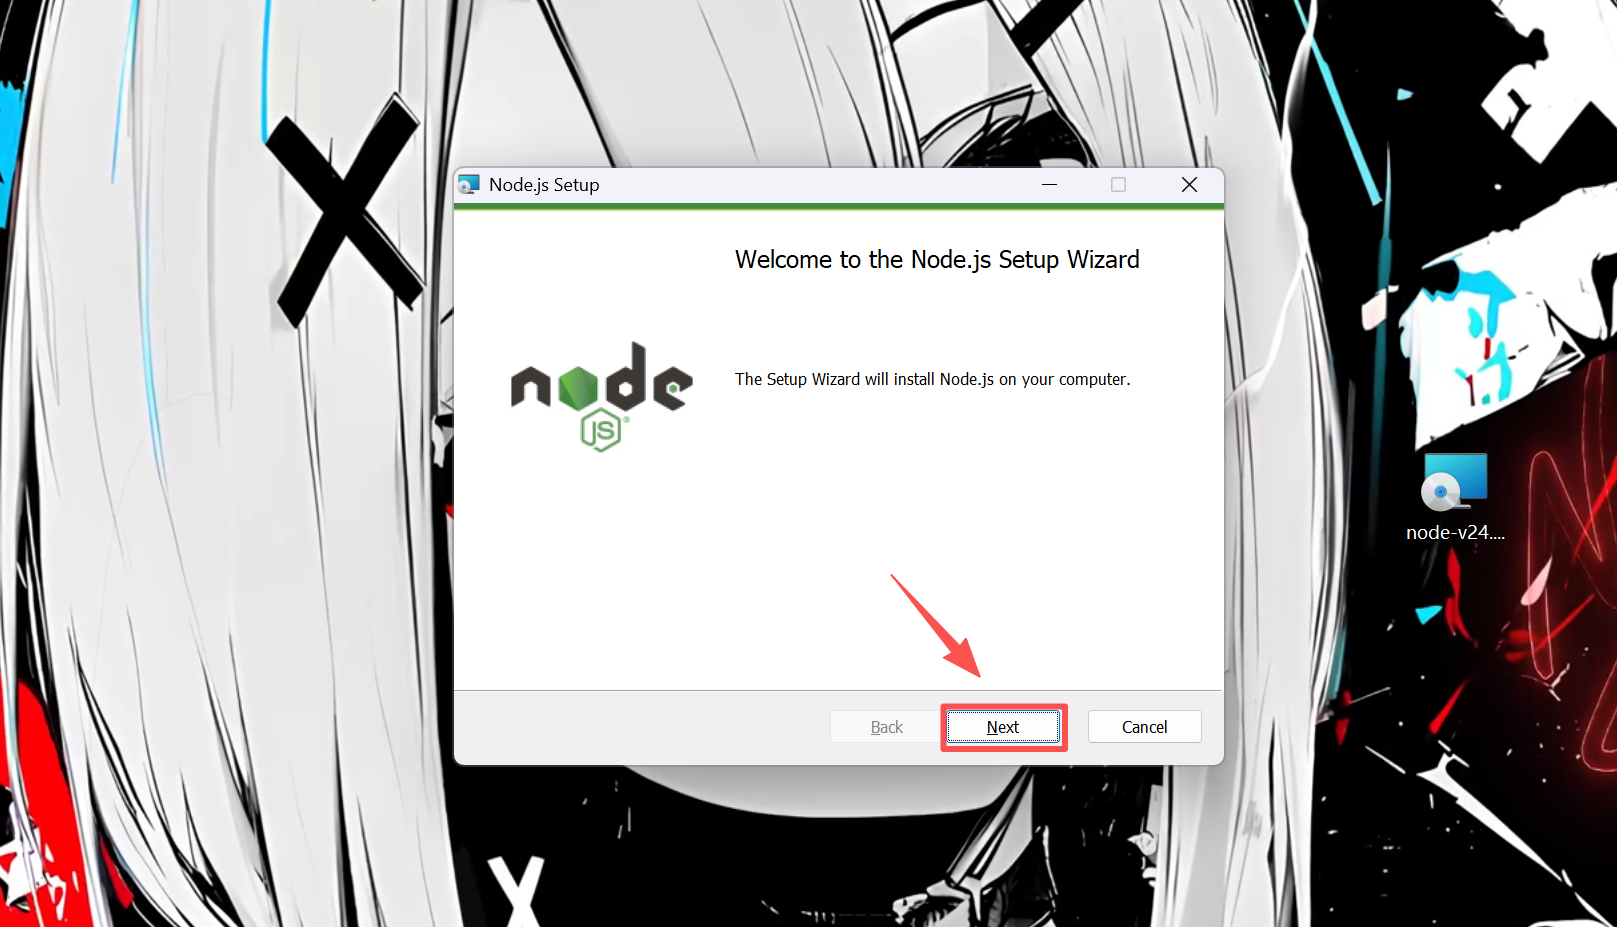 Node.js Setup
Welcome to the Node.js Setup Wizard
node
JS
®
The Setup Wizard will install Node.js on your computer.
node-v24....
Back
Next
Cancel